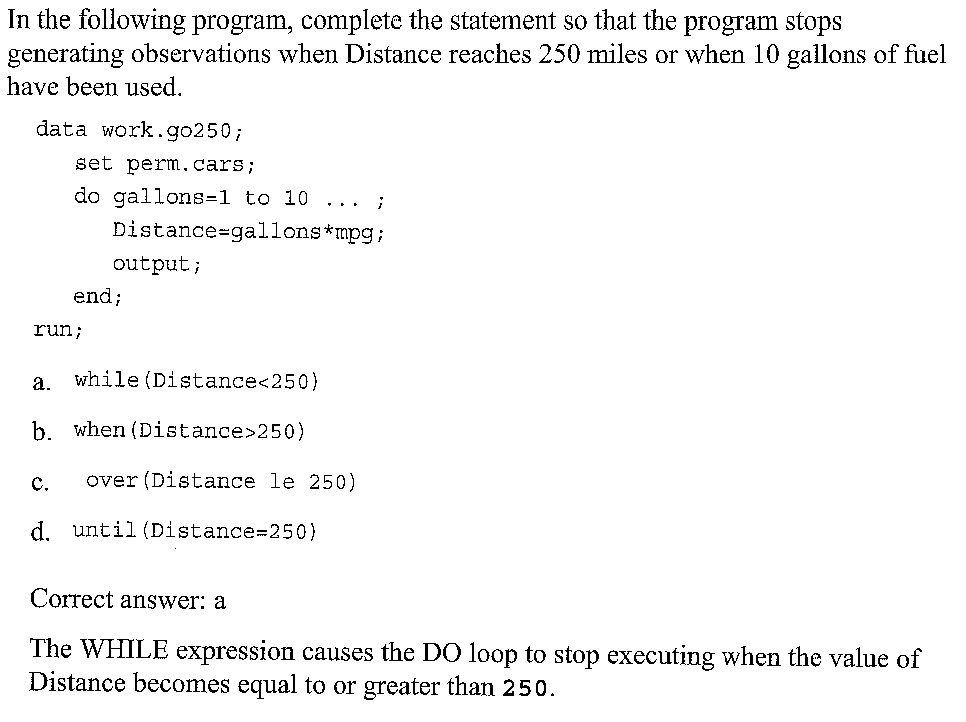 In the following program, complete the statement so that the program stops
generating observations when Distance reaches 250 miles or when 10 gallons of fuel
have been used.
data work.go250;
set perm.cars;
do gallons=1 to 10 ... ;
Distance=gallons*mpg;
output;
end;
run;
a. while(Distance<250)
b. when(Distance>250)
c. over(Distance le 250)
d. until(Distance=250)
Correct answer: a
The WHILE expression causes the DO loop to stop executing when the value of
Distance becomes equal to or greater than 250.